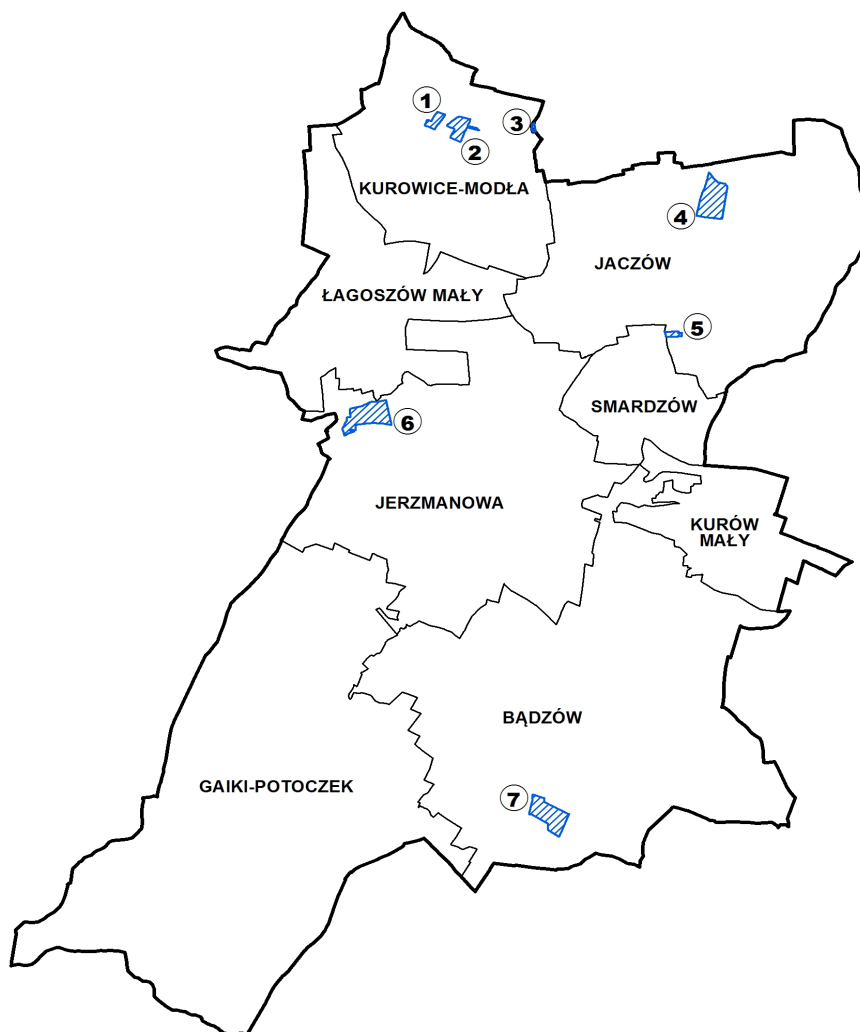 1
2
3
KUROWICE-MODŁA
4
JACZÓW
ŁAGOSZÓW MAŁY
5
SMARDZÓW
6
JERZMANOWA
KURÓW
MAŁY
BĄDZÓW
GAIKI-POTOCZEK
7